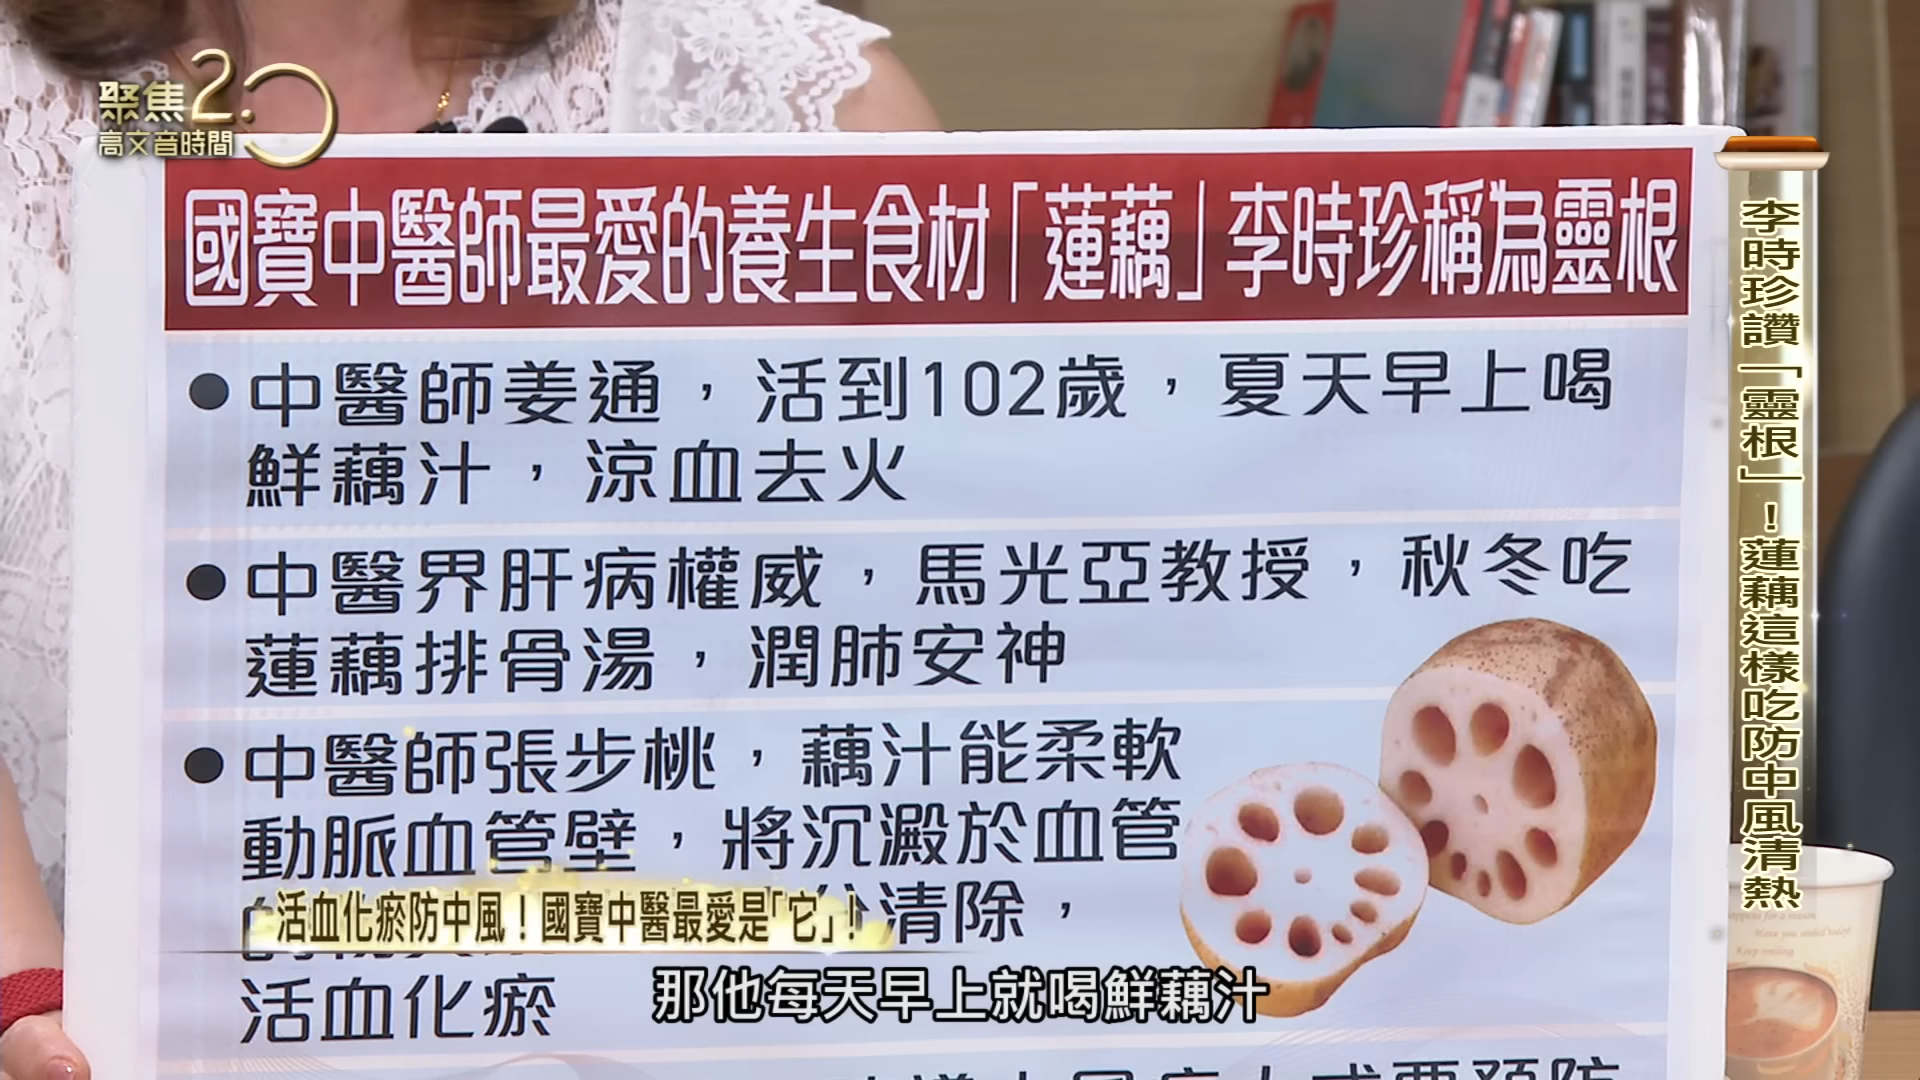 聚焦2.0
高文音時間
國寶中醫師最愛的養生食材「蓮藕」李時珍稱為靈根
●中醫師姜通，活到102歲，夏天早上喝
鮮藕汁，涼血去火
●中醫界肝病權威，馬光亞教授，秋冬吃
蓮藕排骨湯，潤肺安神
●中醫師張步桃，藕汁能柔軟
動脈血管壁，將沉澱於血管
清除，
活血化瘀
活血化瘀防中風！國寶中醫最愛是「它」！
那他每天早上就喝鮮藕汁
李時珍讚「靈根」！蓮藕這樣吃防中風清熱